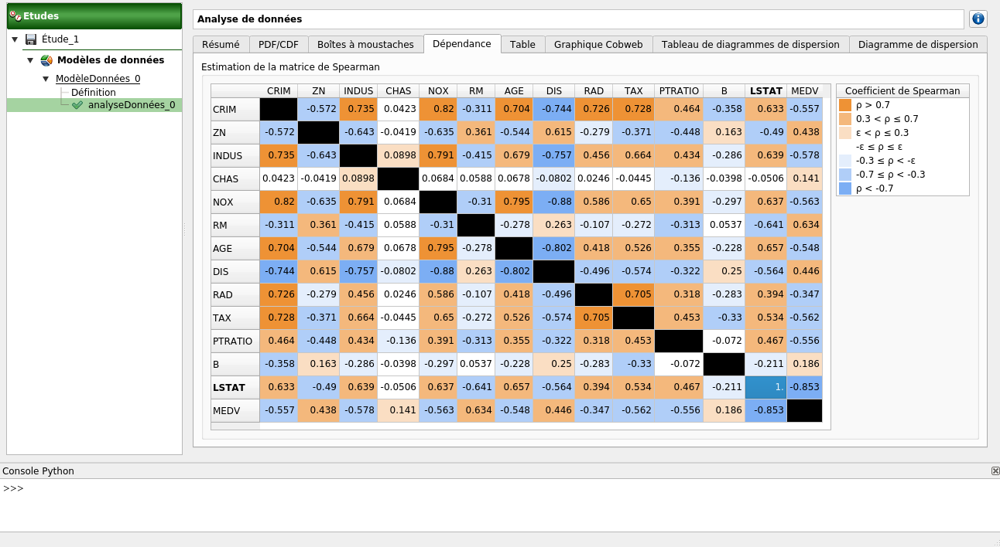 Etudes
Étude_1
Modèles de données
ModèleDonnées_0
Définition
analyseDonnées_0
Analyse de données
Résumé PDF/CDF Boîtes à moustaches Dépendance Table Graphique Cobweb Tableau de diagrammes de dispersion Diagramme de dispersion
Estimation de la matrice de Spearman
CRIM ZN INDUS CHAS NOX RM AGE DIS RAD TAX PTRATIO B LSTAT MEDV
CRIM -0.572 0.735 0.0423 0.82 -0.311 0.704 -0.744 0.726 0.728 0.464 -0.358 0.633 -0.557
ZN -0.572 -0.643 -0.0419 -0.635 0.361 -0.544 0.615 -0.279 -0.371 -0.448 0.163 -0.49 0.438
INDUS 0.735 -0.643 0.0898 0.791 -0.415 0.679 -0.757 0.456 0.664 0.434 -0.286 0.639 -0.578
CHAS 0.0423 -0.0419 0.0898 0.0684 0.0588 0.0678 -0.0802 0.0246 -0.0445 -0.136 -0.0398 -0.0506 0.141
NOX 0.82 -0.635 0.791 0.0684 -0.31 0.795 -0.88 0.586 0.65 0.391 -0.297 0.637 -0.563
RM -0.311 0.361 -0.415 0.0588 -0.31 -0.278 0.263 -0.107 -0.272 -0.313 0.0537 -0.641 0.634
AGE 0.704 -0.544 0.679 0.0678 0.795 -0.278 -0.802 0.418 0.526 0.355 -0.228 0.657 -0.548
DIS -0.744 0.615 -0.757 -0.0802 -0.88 0.263 -0.802 -0.496 -0.574 -0.322 0.25 -0.564 0.446
RAD 0.726 -0.279 0.456 0.0246 0.586 -0.107 0.418 -0.496 0.705 0.318 -0.283 0.394 -0.347
TAX 0.728 -0.371 0.664 -0.0445 0.65 -0.272 0.526 -0.574 0.705 0.453 -0.33 0.534 -0.562
PTRATIO 0.464 -0.448 0.434 -0.136 0.391 -0.313 0.355 -0.322 0.318 0.453 -0.072 0.467 -0.556
B -0.358 0.163 -0.286 -0.0398 -0.297 0.0537 -0.228 0.25 -0.283 -0.33 -0.072 -0.211 0.186
LSTAT 0.633 -0.49 0.639 -0.0506 0.637 -0.641 0.657 -0.564 0.394 0.534 0.467 -0.211 1. -0.853
MEDV -0.557 0.438 -0.578 0.141 -0.563 0.634 -0.548 0.446 -0.347 -0.562 -0.556 0.186 -0.853
Coefficient de Spearman
ρ > 0.7
0.3 < ρ ≤ 0.7
ε < ρ ≤ 0.3
-ε ≤ ρ ≤ ε
-0.3 ≤ ρ < -ε
-0.7 ≤ ρ < -0.3
ρ < -0.7
Console Python
>>>